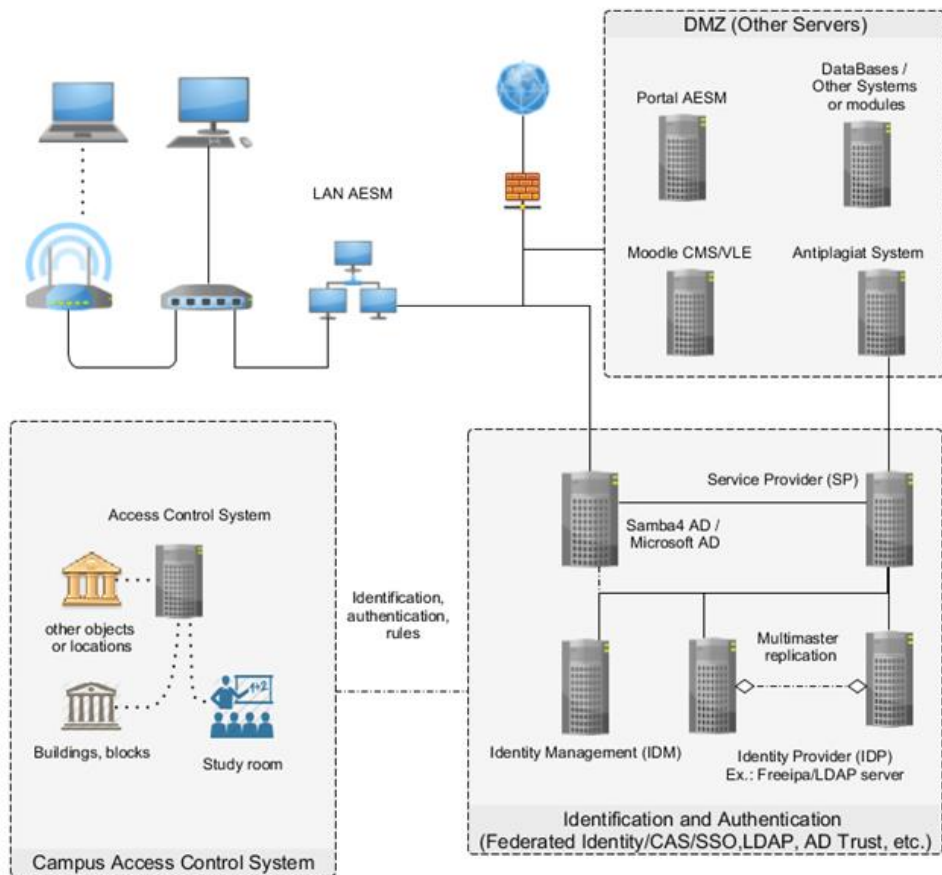 DMZ (Other Servers)
Portal AESM
DataBases /
Other Systems
or modules
LAN AESM
Moodle CMS/VLE
Antiplagiat System
Service Provider (SP)
Samba4 AD /
Microsoft AD
Access Control System
Identification,
authentication,
rules
other objects
or locations
1+2
Multimaster
replication
Buildings, blocks
Study room
Identity Management (IDM)
Identity Provider (IDP)
Ex.: Freeipa/LDAP server
Identification and Authentication
(Federated Identity/CAS/SSO,LDAP, AD Trust, etc.)
Campus Access Control System